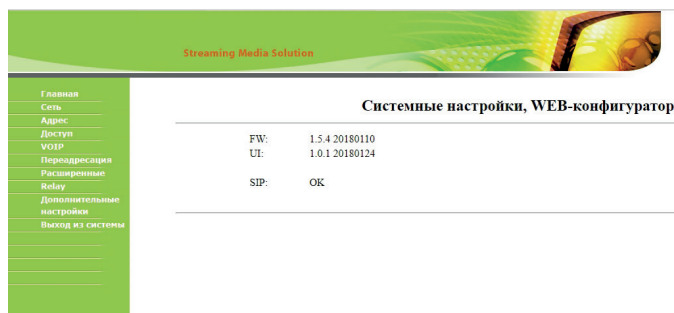 Streaming Media Solution
Главная
Сеть
Адрес
Доступ
VOIP
Переадресация
Расширенные
Relay
Дополнительные
настройки
Выход из системы
Системные настройки, WEB-конфигуратор
FW: 1.5.4 20180110
UI: 1.0.1 20180124
SIP: OK